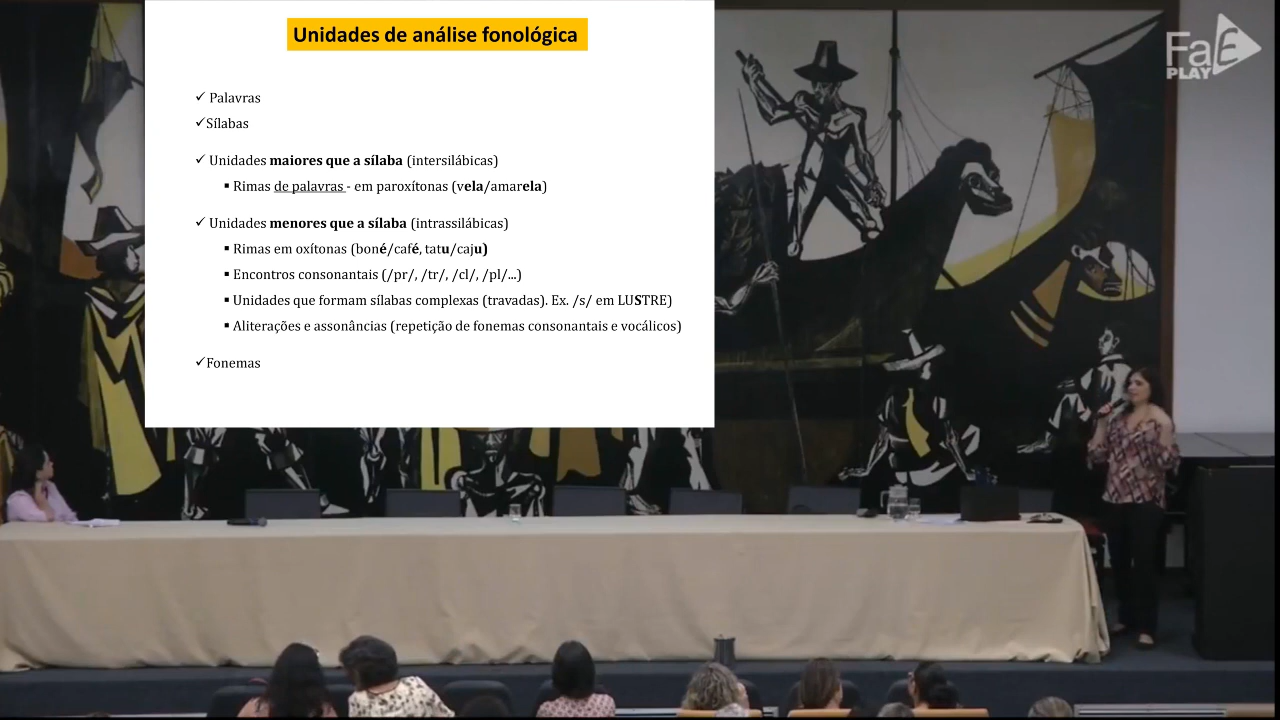 Unidades de análise fonológica
✓ Palavras
✓Sílabas
✓ Unidades maiores que a sílaba (intersilábicas)
▪ Rimas de palavras - em paroxítonas (vela/amarela)
✓ Unidades menores que a sílaba (intrassilábicas)
▪ Rimas em oxítonas (boné/café, tatu/caju)
▪ Encontros consonantais (/pr/, /tr/, /cl/, /pl/...)
▪ Unidades que formam sílabas complexas (travadas). Ex. /s/ em LUSTRE)
▪ Aliterações e assonâncias (repetição de fonemas consonantais e vocálicos)
✓Fonemas
FaE
PLAY